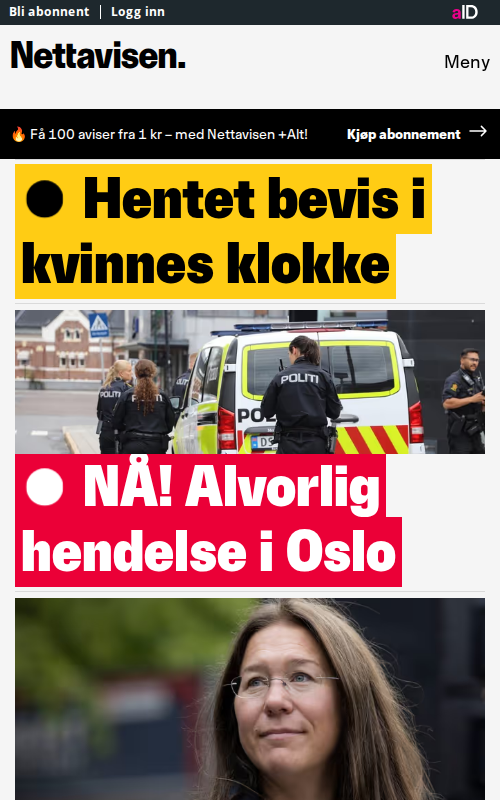 Bli abonnent | Logg inn
aID
Nettavisen.
Meny
🔥 Få 100 aviser fra 1 kr – med Nettavisen +Alt!
Kjøp abonnement →
● Hentet bevis i
kvinnes klokke
POLITI
POLITI
POLITI
● NÅ! Alvorlig
hendelse i Oslo